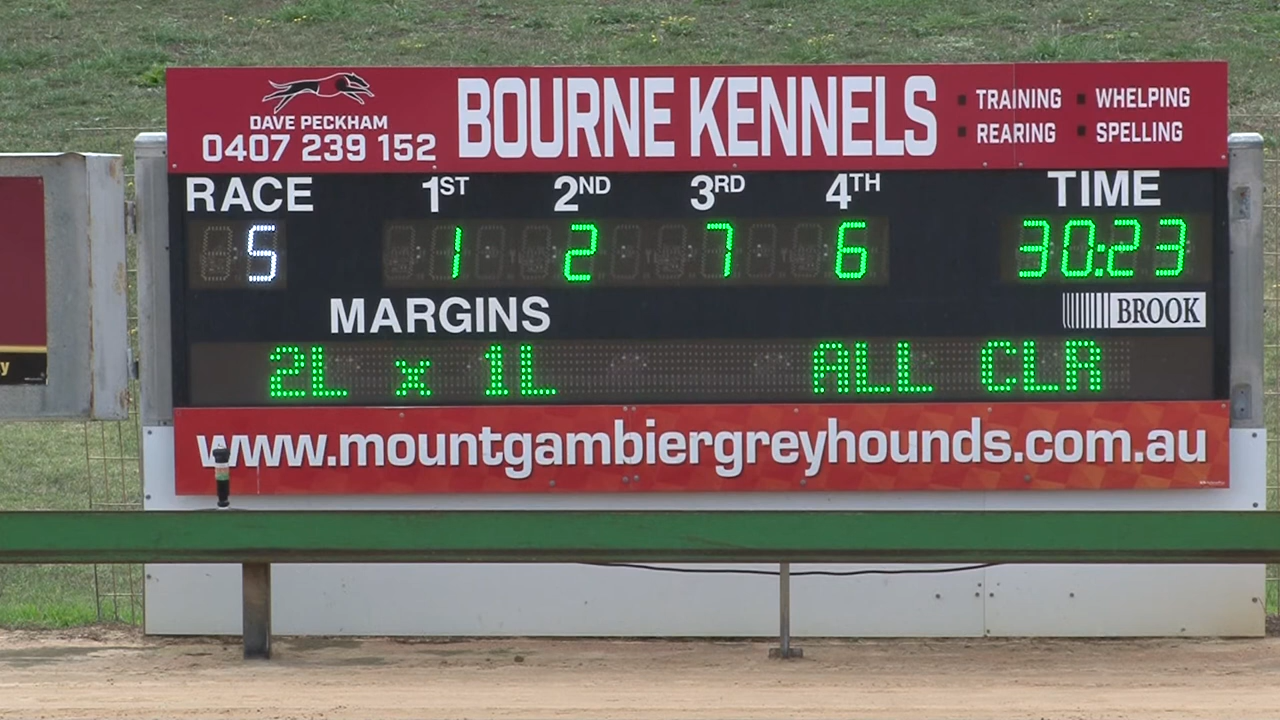 DAVE PECKHAM
0407 239 152
BOURNE KENNELS
TRAINING
WHELPING
REARING
SPELLING
RACE 1ST 2ND 3RD 4TH TIME
5 1 2 7 6 30:23
MARGINS
BROOK
2L x 1L ALL CLR
www.mountgambiergreyhounds.com.au